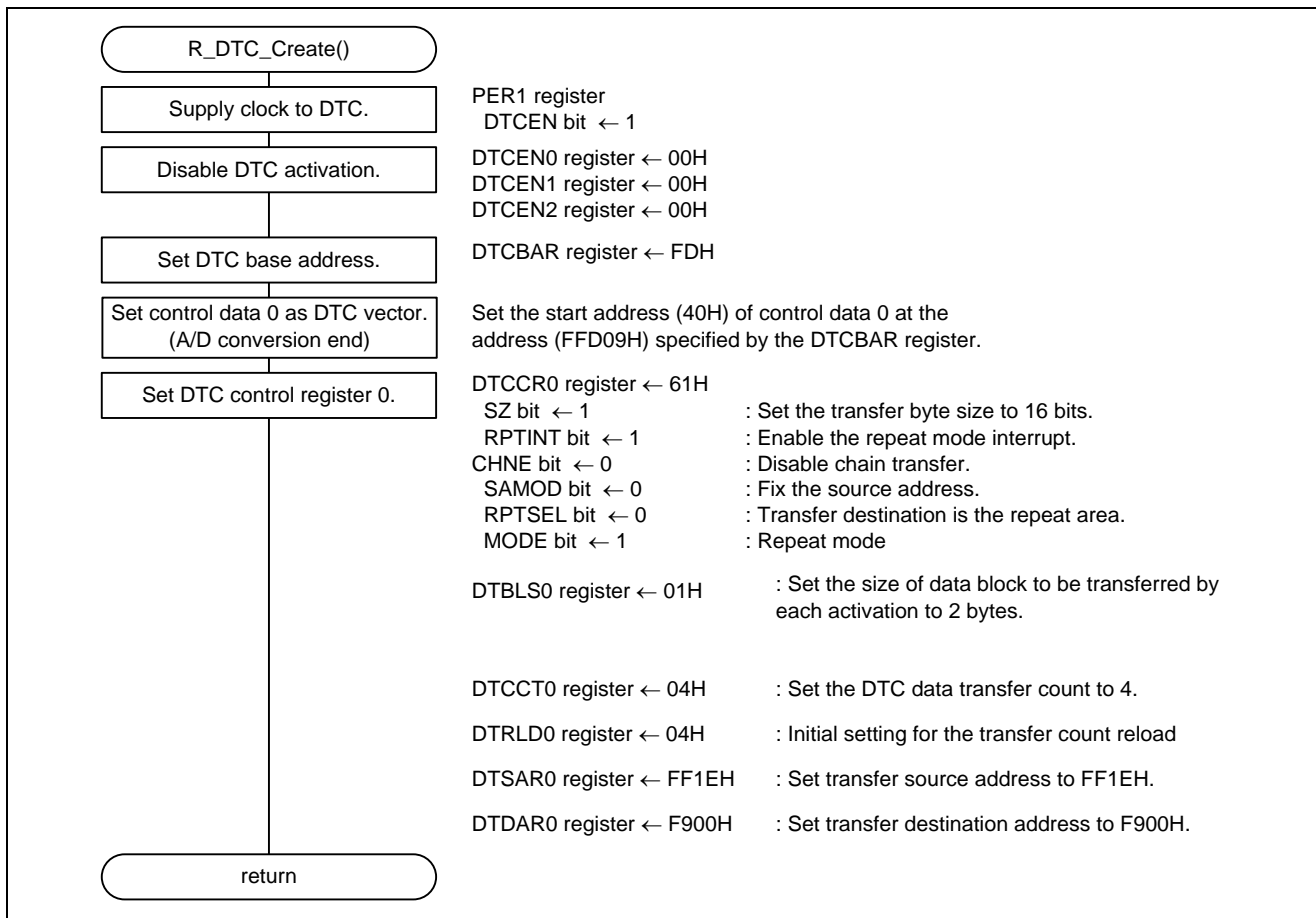 R_DTC_Create()
Supply clock to DTC.
PER1 register
DTCEN bit ← 1
Disable DTC activation.
DTCEN0 register ← 00H
DTCEN1 register ← 00H
DTCEN2 register ← 00H
Set DTC base address.
DTCBAR register ← FDH
Set control data 0 as DTC vector.
(A/D conversion end)
Set the start address (40H) of control data 0 at the
address (FFD09H) specified by the DTCBAR register.
Set DTC control register 0.
DTCCR0 register ← 61H
SZ bit ← 1 : Set the transfer byte size to 16 bits.
RPTINT bit ← 1 : Enable the repeat mode interrupt.
CHNE bit ← 0 : Disable chain transfer.
SAMOD bit ← 0 : Fix the source address.
RPTSEL bit ← 0 : Transfer destination is the repeat area.
MODE bit ← 1 : Repeat mode
DTBLS0 register ← 01H : Set the size of data block to be transferred by
each activation to 2 bytes.
DTCCT0 register ← 04H : Set the DTC data transfer count to 4.
DTRLD0 register ← 04H : Initial setting for the transfer count reload
DTSAR0 register ← FF1EH : Set transfer source address to FF1EH.
DTDAR0 register ← F900H : Set transfer destination address to F900H.
return